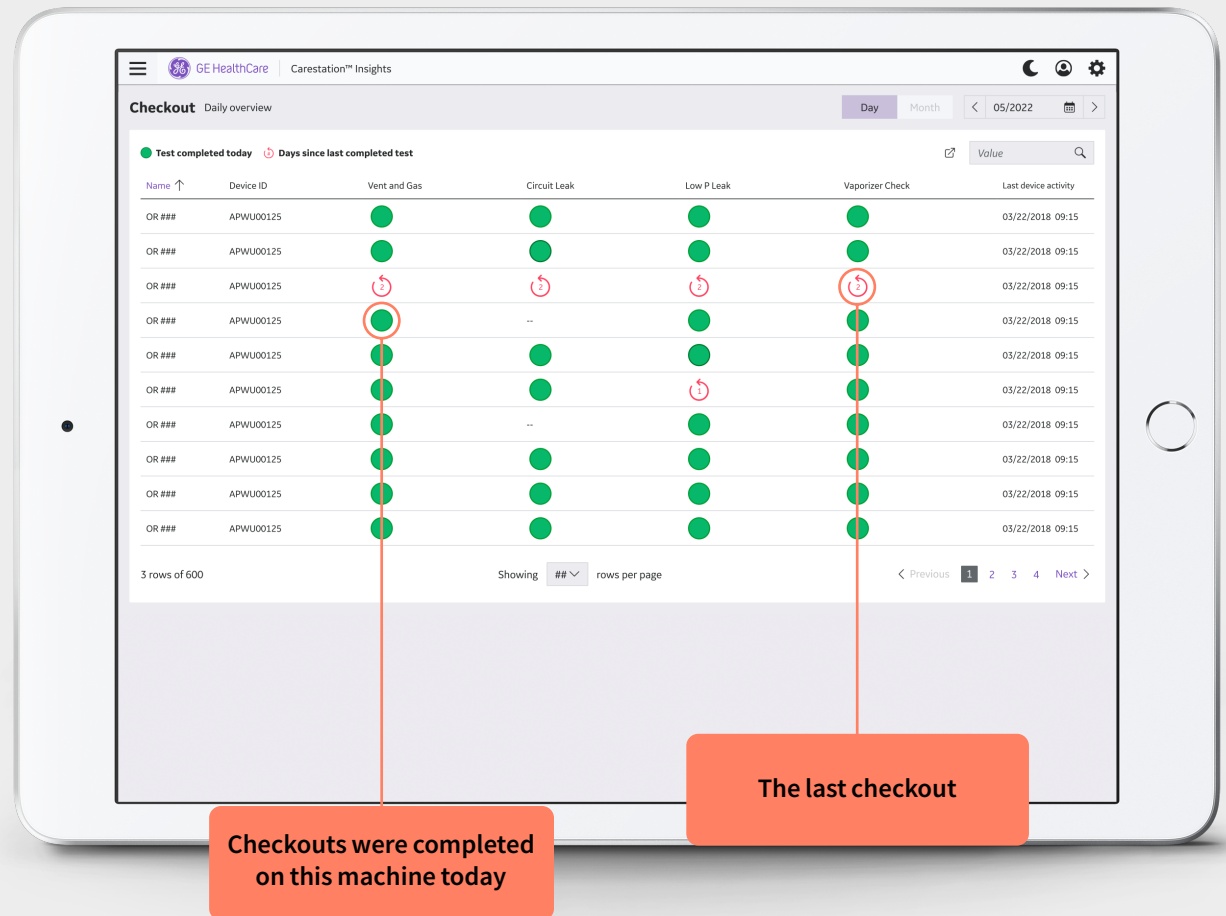 GE HealthCare Carestation™ Insights
Checkout Daily overview Day Month 05/2022
Test completed today 2 Days since last completed test Value
Name Device ID Vent and Gas Circuit Leak Low P Leak Vaporizer Check Last device activity
OR ### APWU00125 03/22/2018 09:15
OR ### APWU00125 03/22/2018 09:15
OR ### APWU00125 2 2 2 2 03/22/2018 09:15
OR ### APWU00125 -- 03/22/2018 09:15
OR ### APWU00125 03/22/2018 09:15
OR ### APWU00125 1 03/22/2018 09:15
OR ### APWU00125 -- 03/22/2018 09:15
OR ### APWU00125 03/22/2018 09:15
OR ### APWU00125 03/22/2018 09:15
OR ### APWU00125 03/22/2018 09:15
3 rows of 600 Showing ## rows per page Previous 1 2 3 4 Next
The last checkout
Checkouts were completed
on this machine today